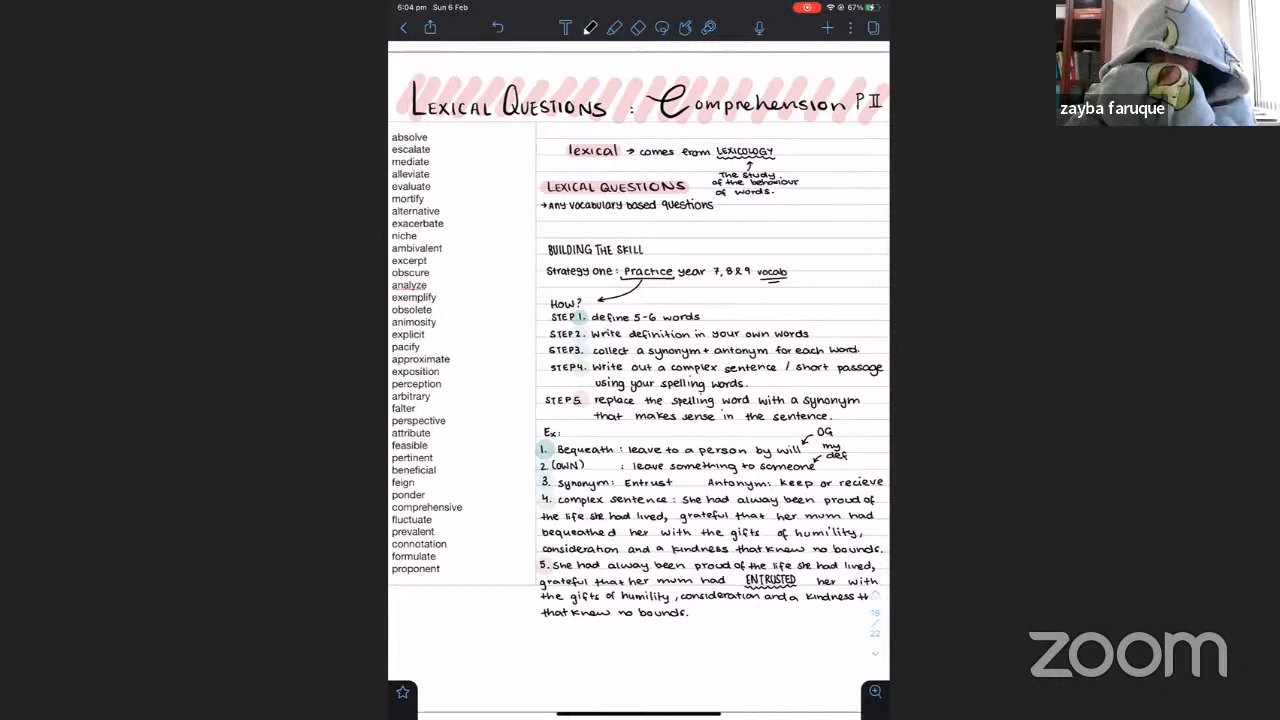 6:04 pm Sun 6 Feb
67%
LEXICAL QUESTIONS : Comprehension P II
absolve
escalate
mediate
alleviate
evaluate
mortify
alternative
exacerbate
niche
ambivalent
excerpt
obscure
analyze
exemplify
obsolete
animosity
explicit
pacify
approximate
exposition
perception
arbitrary
falter
perspective
attribute
feasible
pertinent
beneficial
feign
ponder
comprehensive
fluctuate
prevalent
connotation
formulate
proponent
lexical → comes from LEXICOLOGY
↑
The study
of the behaviour
of words.
LEXICAL QUESTIONS
→ Any vocabulary based questions
BUILDING THE SKILL
Strategy one : Practice year 7, 8 & 9 vocab
How?
STEP 1. define 5-6 words
STEP 2. Write definition in your own words
STEP 3. collect a synonym + antonym for each word.
STEP 4. Write out a complex sentence / short passage
using your spelling words.
STEP 5. replace the spelling word with a synonym
that makes sense in the sentence.
Ex:
1. Bequeath : leave to a person by will
OG
my
def
2. (OWN) : leave something to someone
3. synonym: Entrust Antonym: keep or recieve
4. complex sentence : She had alway been proud of
the life she had lived, grateful that her mum had
bequeathed her with the gifts of humility,
consideration and a kindness that knew no bounds.
5. She had alway been proud of the life she had lived,
grateful that her mum had ENTRUSTED her with
the gifts of humility, consideration and a kindness th
that knew no bounds.
18
/
22
zayba faruque
zoom